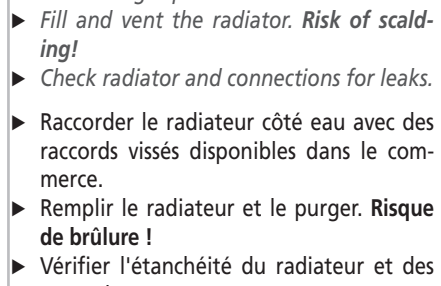 ▶ Fill and vent the radiator. Risk of scald-
ing!
▶ Check radiator and connections for leaks.
▶ Raccorder le radiateur côté eau avec des
raccords vissés disponibles dans le com-
merce.
▶ Remplir le radiateur et le purger. Risque
de brûlure !
▶ Vérifier l'étanchéité du radiateur et des